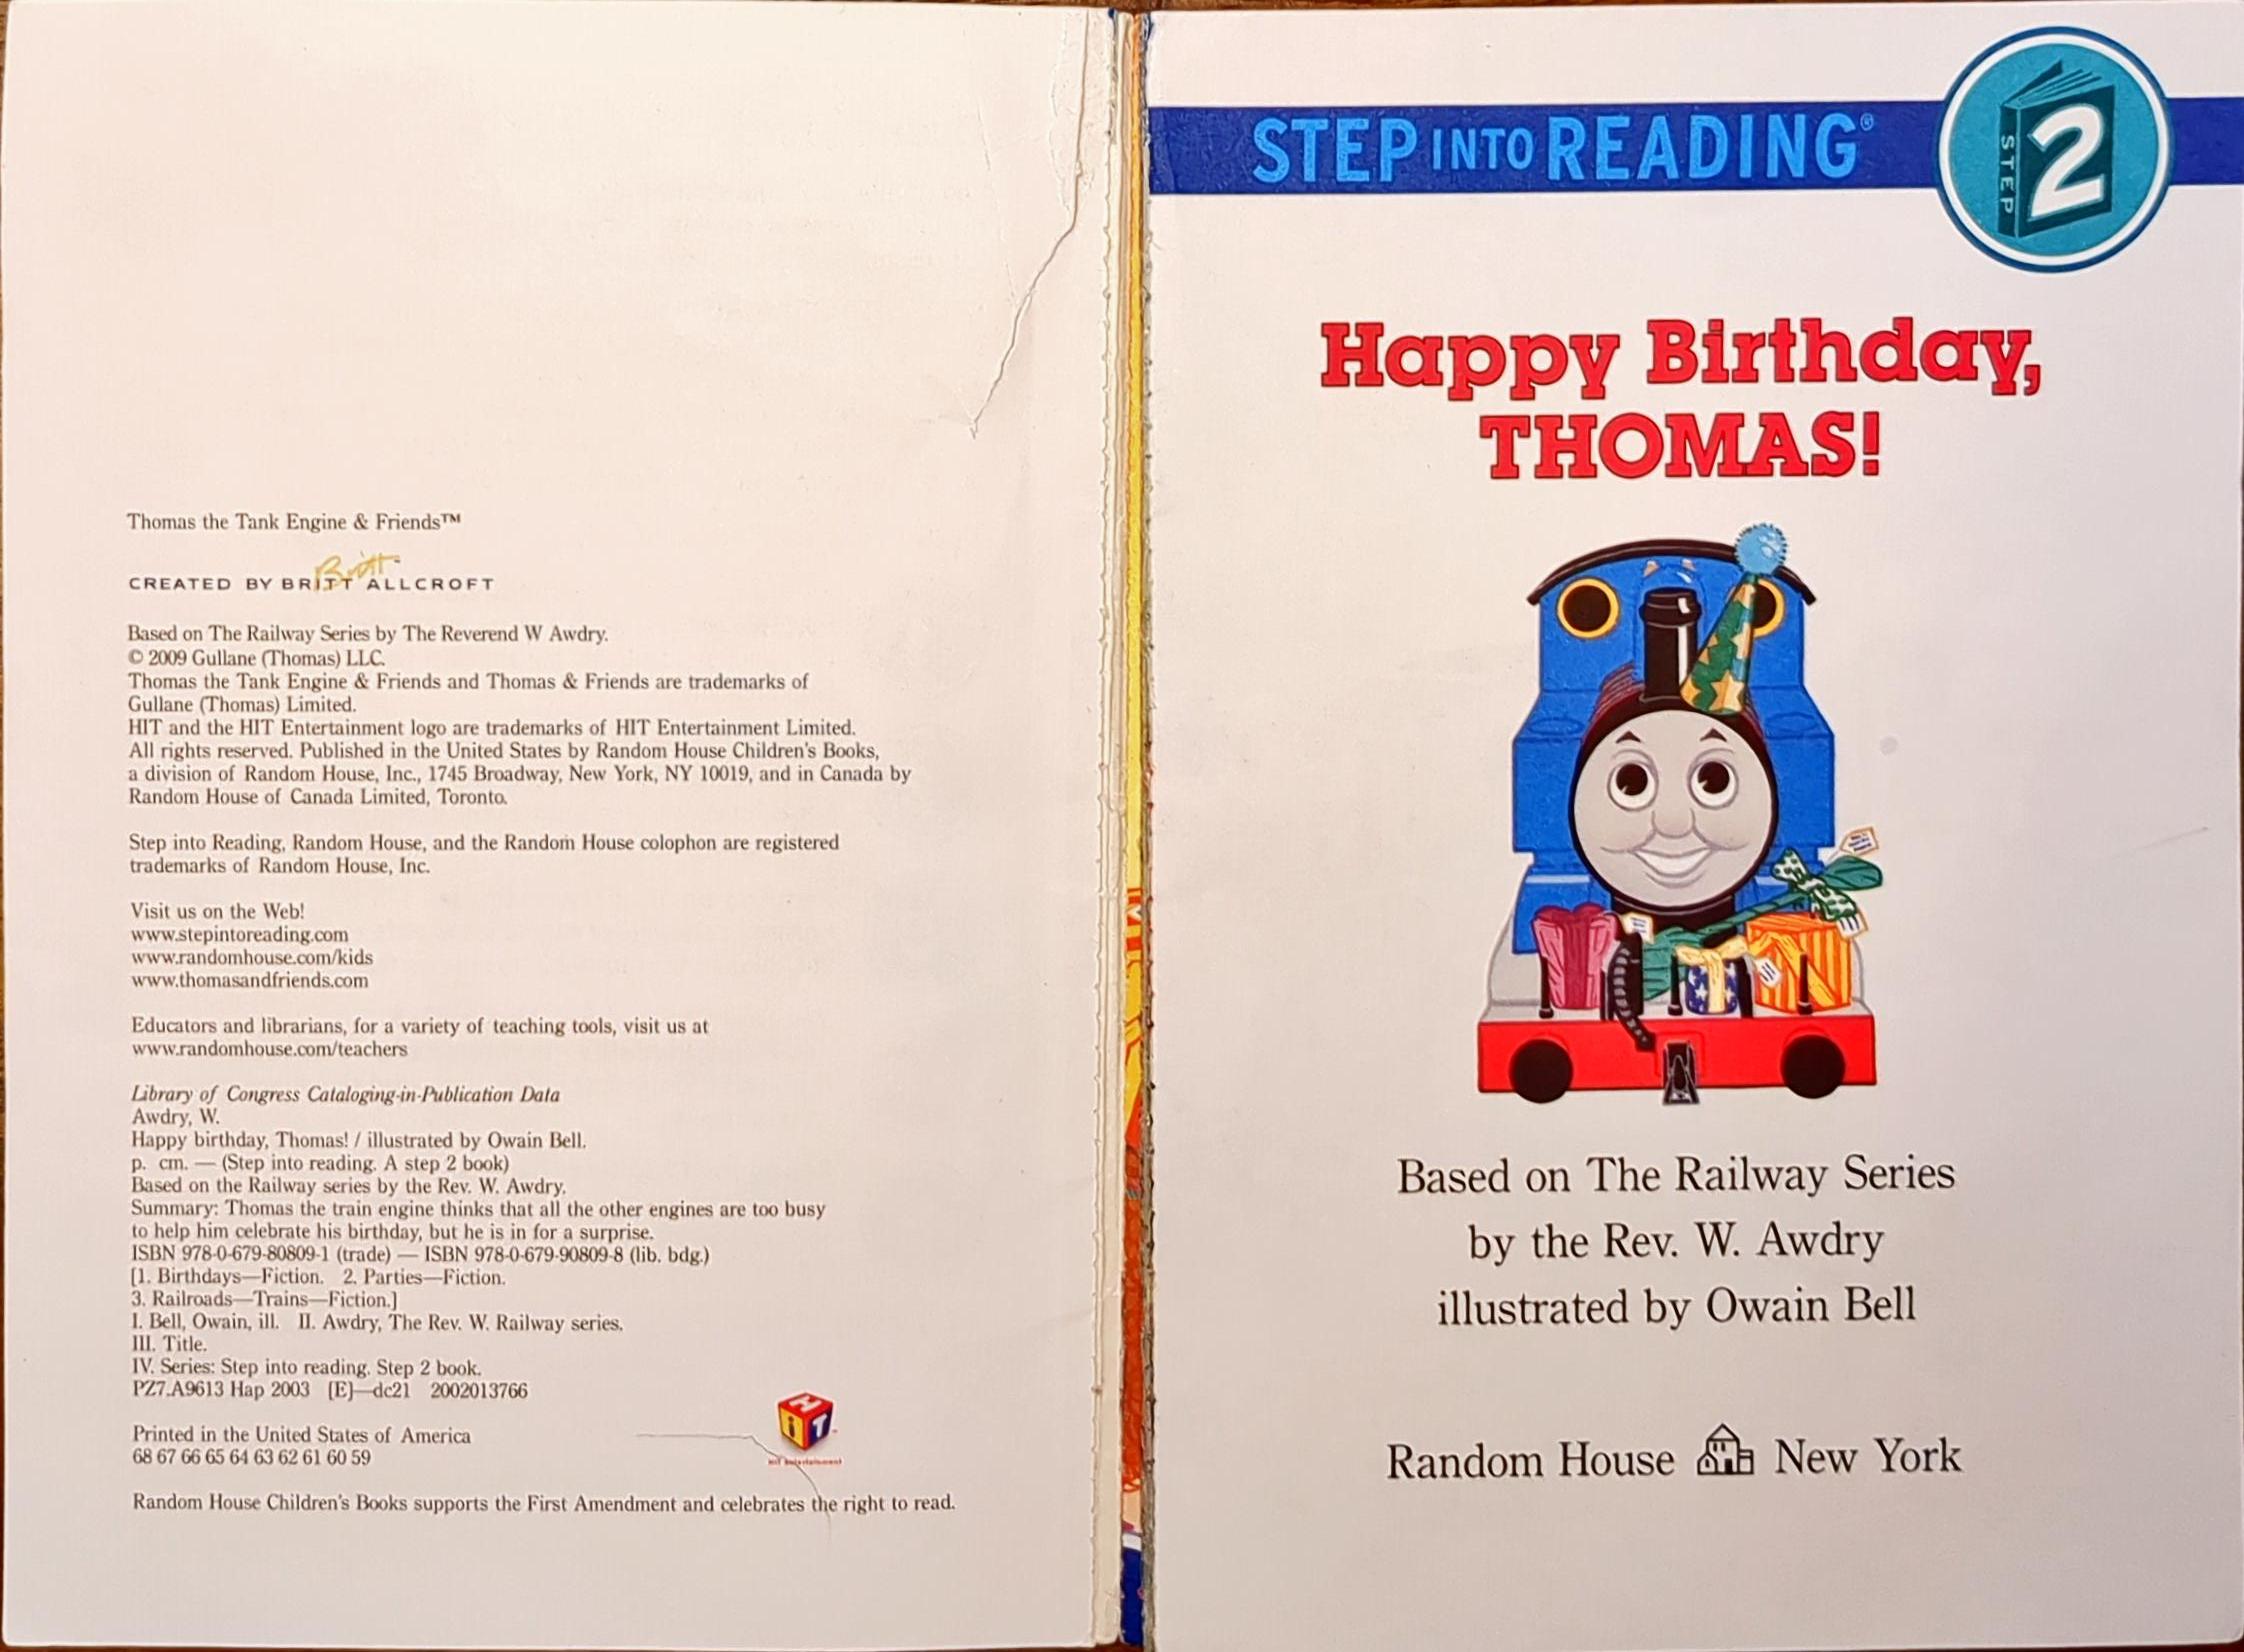 Thomas the Tank Engine & Friends™
Britt
CREATED BY BRITT ALLCROFT
Based on The Railway Series by The Reverend W Awdry.
© 2009 Gullane (Thomas) LLC.
Thomas the Tank Engine & Friends and Thomas & Friends are trademarks of
Gullane (Thomas) Limited.
HIT and the HIT Entertainment logo are trademarks of HIT Entertainment Limited.
All rights reserved. Published in the United States by Random House Children's Books,
a division of Random House, Inc., 1745 Broadway, New York, NY 10019, and in Canada by
Random House of Canada Limited, Toronto.
Step into Reading, Random House, and the Random House colophon are registered
trademarks of Random House, Inc.
Visit us on the Web!
www.stepintoreading.com
www.randomhouse.com/kids
www.thomasandfriends.com
Educators and librarians, for a variety of teaching tools, visit us at
www.randomhouse.com/teachers
Library of Congress Cataloging-in-Publication Data
Awdry, W.
Happy birthday, Thomas! / illustrated by Owain Bell.
p. cm. — (Step into reading. A step 2 book)
Based on the Railway series by the Rev. W. Awdry.
Summary: Thomas the train engine thinks that all the other engines are too busy
to help him celebrate his birthday, but he is in for a surprise.
ISBN 978-0-679-80809-1 (trade) — ISBN 978-0-679-90809-8 (lib. bdg.)
[1. Birthdays—Fiction. 2. Parties—Fiction.
3. Railroads—Trains—Fiction.]
I. Bell, Owain, ill. II. Awdry, The Rev. W. Railway series.
III. Title.
IV. Series: Step into reading. Step 2 book.
PZ7.A9613 Hap 2003 [E]—dc21 2002013766
Printed in the United States of America
68 67 66 65 64 63 62 61 60 59
HiT
HiT Entertainment
Random House Children's Books supports the First Amendment and celebrates the right to read.
STEP INTO READING®
STEP 2
Happy Birthday,
THOMAS!
Based on The Railway Series
by the Rev. W. Awdry
illustrated by Owain Bell
Random House New York